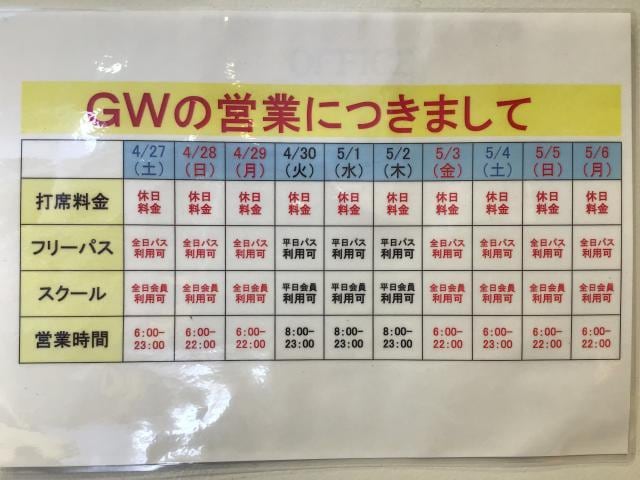 GWの営業につきまして
4/27 4/28 4/29 4/30 5/1 5/2 5/3 5/4 5/5 5/6
(土) (日) (月) (火) (水) (木) (金) (土) (日) (月)
打席料金 休日料金 休日料金 休日料金 休日料金 休日料金 休日料金 休日料金 休日料金 休日料金 休日料金
フリーパス 全日パス利用可 全日パス利用可 全日パス利用可 平日パス利用可 平日パス利用可 平日パス利用可 全日パス利用可 全日パス利用可 全日パス利用可 全日パス利用可
スクール 全日会員利用可 全日会員利用可 全日会員利用可 平日会員利用可 平日会員利用可 平日会員利用可 全日会員利用可 全日会員利用可 全日会員利用可 全日会員利用可
営業時間 6:00-23:00 6:00-22:00 6:00-22:00 8:00-23:00 8:00-23:00 8:00-22:00 6:00-23:00 6:00-23:00 6:00-22:00 6:00-22:00